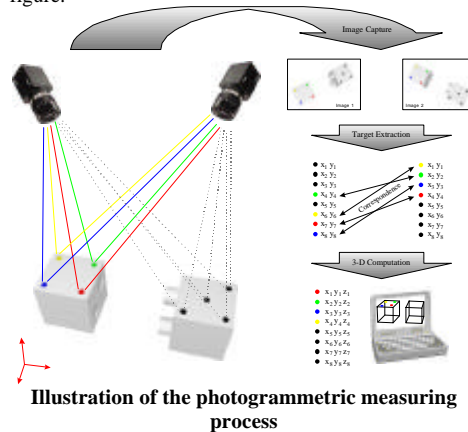 figure.
Image Capture
Image 1
Image 2
Target Extraction
x1 y1
x2 y2
x3 y3
x4 y4
x5 y5
x6 y6
x7 y7
x8 y8
Correspondence
x1 y1
x2 y2
x3 y3
x4 y4
x5 y5
x6 y6
x7 y7
x8 y8
3-D Computation
x1 y1 z1
x2 y2 z2
x3 y3 z3
x4 y4 z4
x5 y5 z5
x6 y6 z6
x7 y7 z7
x8 y8 z8
Illustration of the photogrammetric measuring
process